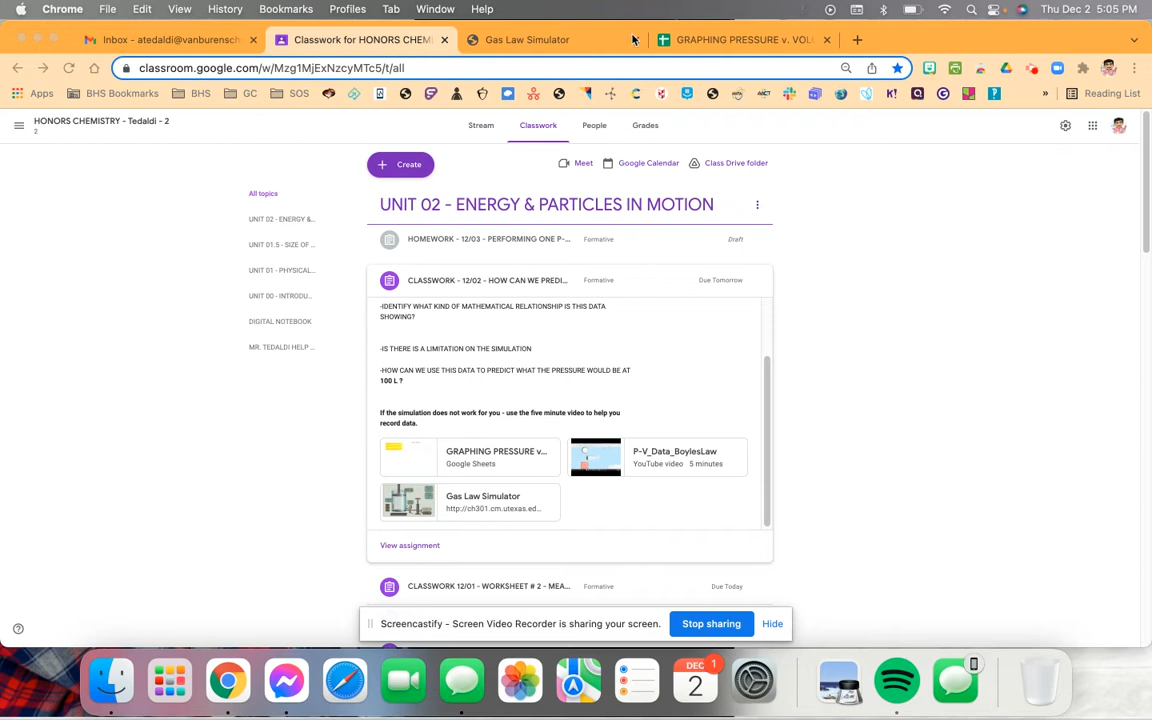 Chrome File Edit View History Bookmarks Profiles Tab Window Help Thu Dec 2 5:05 PM
Inbox - atedaldi@vanburensch Classwork for HONORS CHEMI Gas Law Simulator GRAPHING PRESSURE v. VOLU
classroom.google.com/w/Mzg1MjExNzcyMTc5/t/all
Apps BHS Bookmarks BHS GC SOS Reading List
HONORS CHEMISTRY - Tedaldi - 2
2
Stream Classwork People Grades
Create
Meet Google Calendar Class Drive folder
All topics
UNIT 02 - ENERGY &...
UNIT 01.5 - SIZE OF ...
UNIT 01 - PHYSICAL...
UNIT 00 - INTRODU...
DIGITAL NOTEBOOK
MR. TEDALDI HELP ...
UNIT 02 - ENERGY & PARTICLES IN MOTION
HOMEWORK - 12/03 - PERFORMING ONE P-... Formative Draft
CLASSWORK - 12/02 - HOW CAN WE PREDI... Formative Due Tomorrow
-IDENTIFY WHAT KIND OF MATHEMATICAL RELATIONSHIP IS THIS DATA
SHOWING?
-IS THERE IS A LIMITATION ON THE SIMULATION
-HOW CAN WE USE THIS DATA TO PREDICT WHAT THE PRESSURE WOULD BE AT
100 L ?
If the simulation does not work for you - use the five minute video to help you
record data.
GRAPHING PRESSURE v...
Google Sheets
P-V_Data_BoylesLaw
YouTube video 5 minutes
Gas Law Simulator
http://ch301.cm.utexas.ed...
View assignment
CLASSWORK 12/01 - WORKSHEET # 2 - MEA... Formative Due Today
Screencastify - Screen Video Recorder is sharing your screen. Stop sharing Hide
DEC
2
1